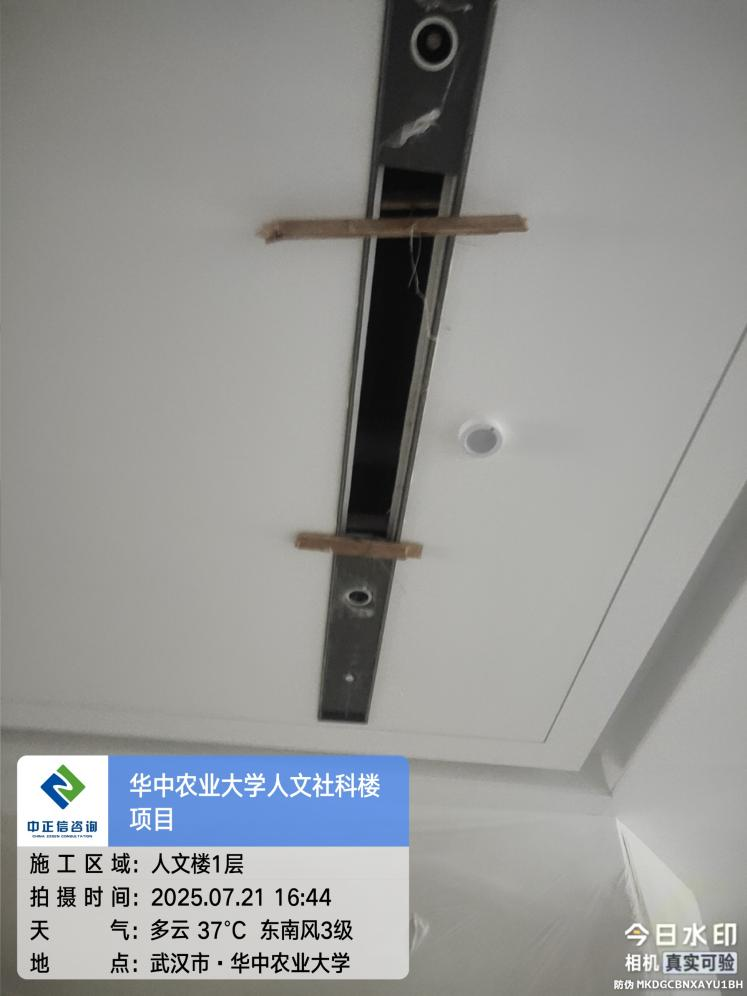 华中农业大学人文社科楼
项目
中正信咨询
CHINA ZISEN CONSULTATION
施工区域：人文楼1层
拍摄时间：2025.07.21 16:44
天气：多云 37°C 东南风3级
地点：武汉市·华中农业大学
今日水印
相机 真实可验
防伪 MKDGCBNXAYU1BH